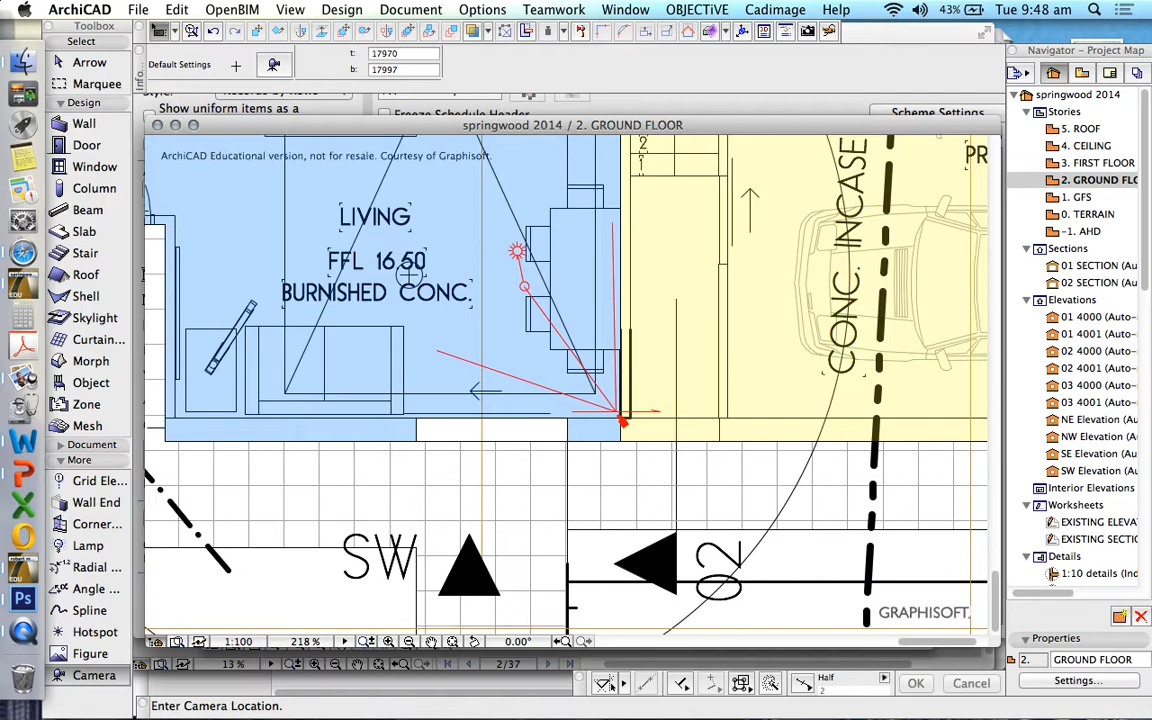 ArchiCAD File Edit OpenBIM View Design Document Options Teamwork Window OBJECTiVE Cadimage Help 43% Tue 9:48 am
Toolbox
Select
Arrow
Marquee
Design
Wall
Door
Window
Column
Beam
Slab
Stair
Roof
Shell
Skylight
Curtain...
Morph
Object
Zone
Mesh
Document
More
Grid Ele...
Wall End
Corner...
Lamp
Radial ...
Angle ...
Spline
Hotspot
Figure
Camera
Default Settings
t: 17970
b: 17997
Show uniform items as a
Freeze Schedule Header
Scheme Settings...
springwood 2014 / 2. GROUND FLOOR
ArchiCAD Educational version, not for resale. Courtesy of Graphisoft.
LIVING
FFL 16.50
BURNISHED CONC.
2
1
CONC. INCASE
PR
SW
02
GRAPHISOFT.
1:100 218 % 0.00°
13 % 2/37
Half
2
OK Cancel
Enter Camera Location.
Navigator - Project Map
springwood 2014
Stories
5. ROOF
4. CEILING
3. FIRST FLOOR
2. GROUND FLO
1. GFS
0. TERRAIN
-1. AHD
Sections
01 SECTION (Au
02 SECTION (Au
Elevations
01 4000 (Auto-
01 4001 (Auto-
02 4000 (Auto-
02 4001 (Auto-
03 4000 (Auto-
03 4001 (Auto-
NE Elevation (A
NW Elevation (A
SE Elevation (A
SW Elevation (A
Interior Elevations
Worksheets
EXISTING ELEVA
EXISTING SECTI
Details
1:10 details (Ind
Properties
2. GROUND FLOOR
Settings...